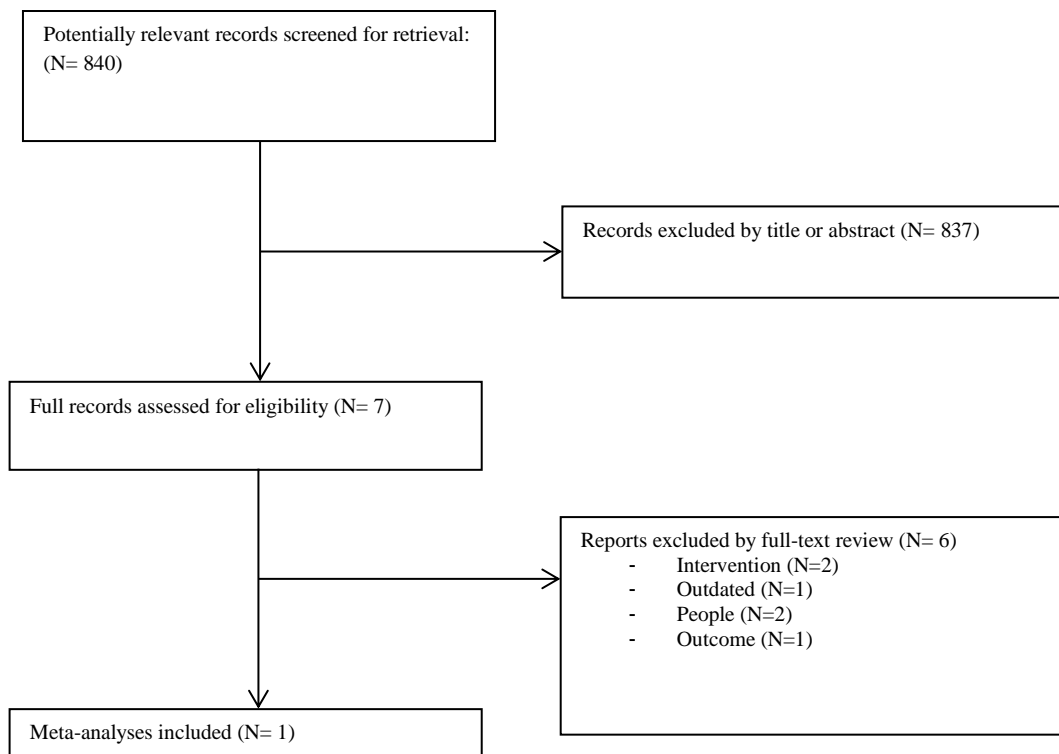 Potentially relevant records screened for retrieval:
(N= 840)
Records excluded by title or abstract (N= 837)
Full records assessed for eligibility (N= 7)
Reports excluded by full-text review (N= 6)
- Intervention (N=2)
- Outdated (N=1)
- People (N=2)
- Outcome (N=1)
Meta-analyses included (N= 1)